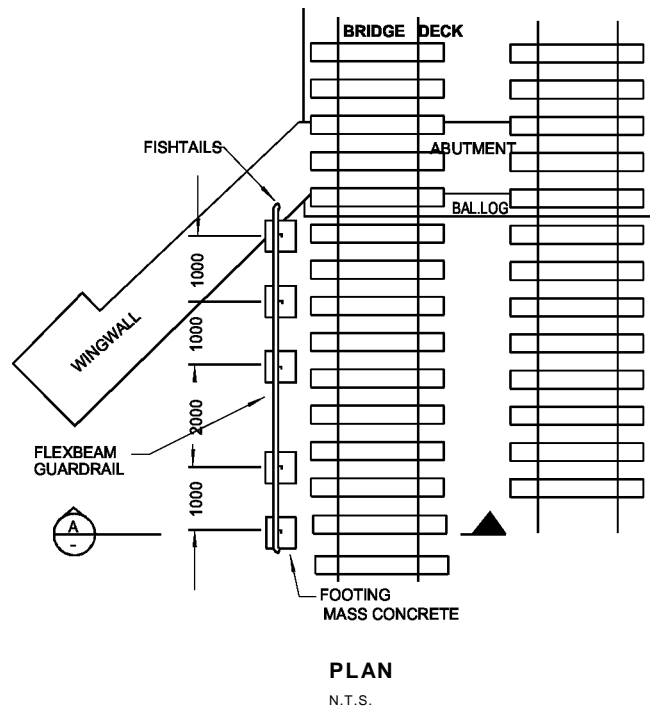 BRIDGE DECK
FISHTAILS
ABUTMENT
BAL.LOG
1000
WINGWALL
1000
2000
FLEXBEAM
GUARDRAIL
1000
A
-
FOOTING
MASS CONCRETE
PLAN
N.T.S.